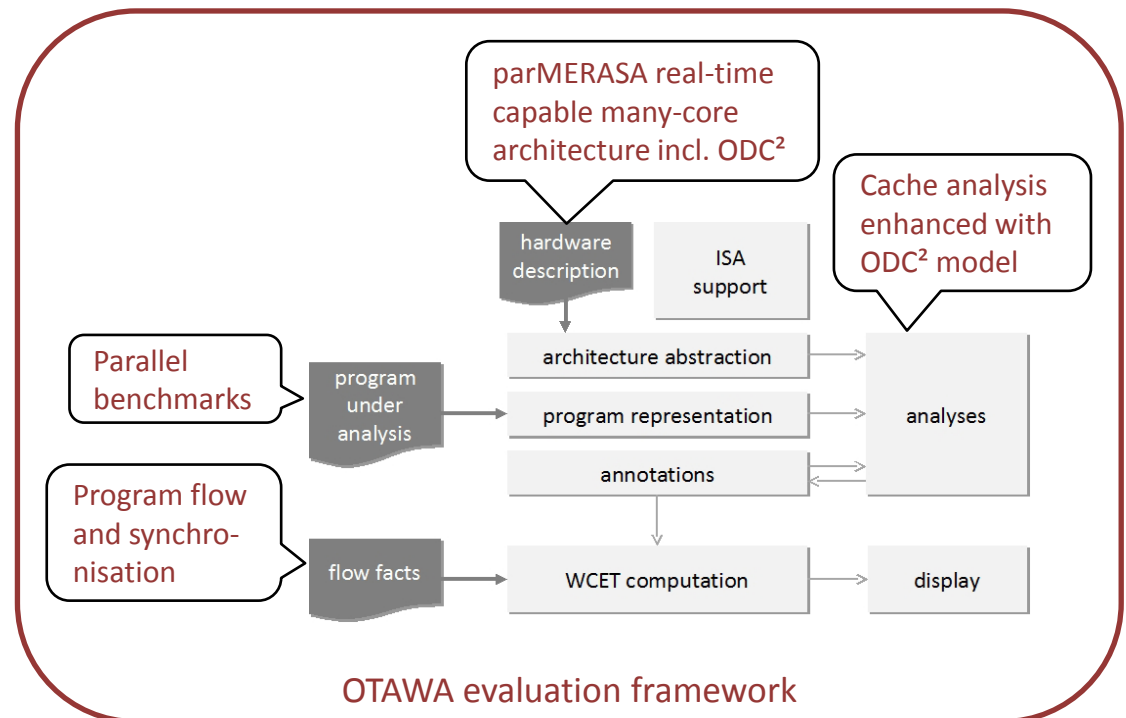 parMERASA real-time
capable many-core
architecture incl. ODC²
Cache analysis
enhanced with
ODC² model
hardware
description
ISA
support
Parallel
benchmarks
program
under
analysis
architecture abstraction
program representation
annotations
analyses
Program flow
and synchro-
nisation
flow facts
WCET computation
display
OTAWA evaluation framework